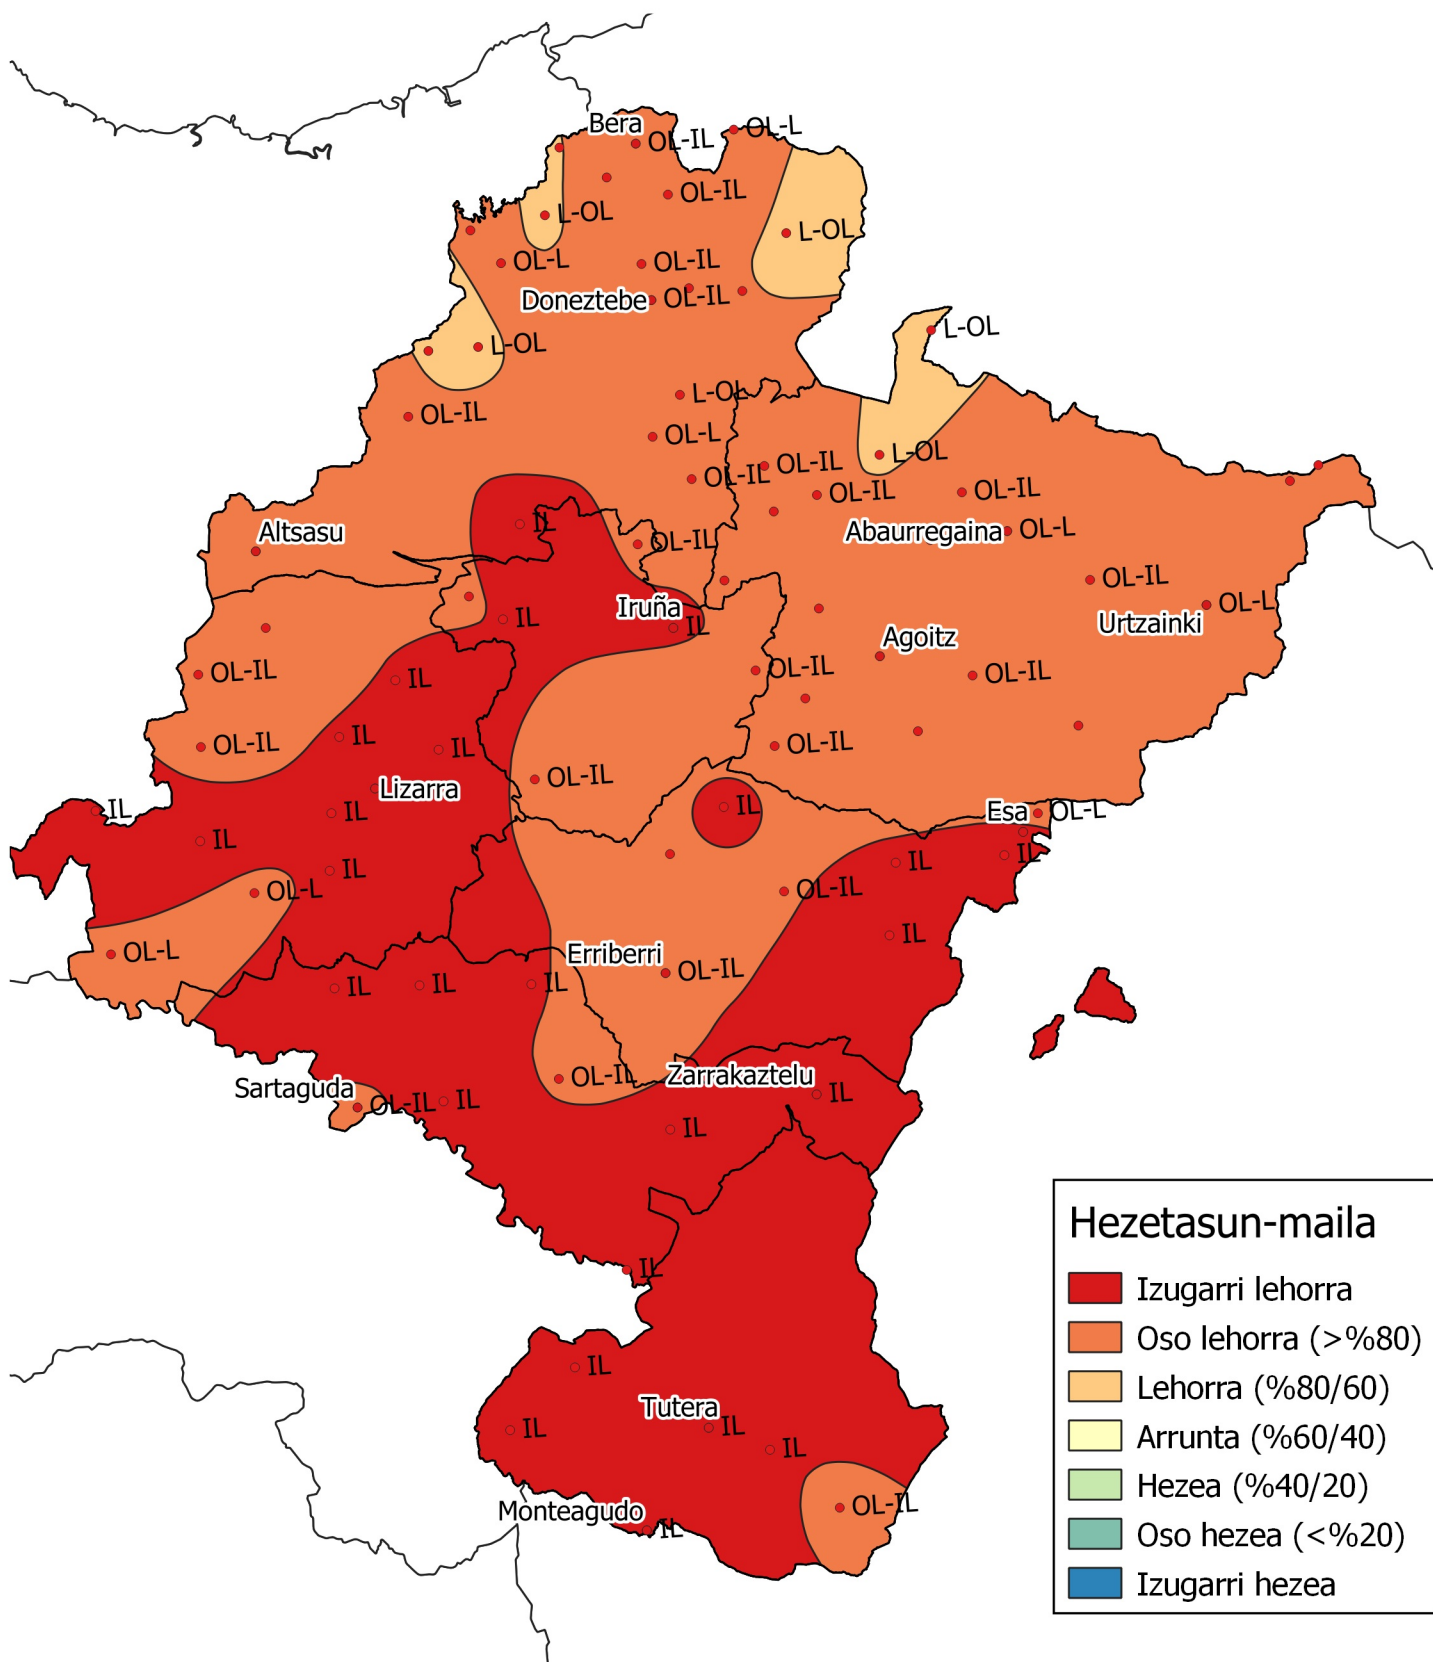 Bera
OL-IL
OL-L
OL-IL
L-OL
L-OL
OL-L
OL-IL
Doneztebe
OL-IL
L-OL
L-OL
L-OL
OL-IL
OL-L
L-OL
OL-IL
OL-IL
OL-IL
OL-IL
Altsasu
IL
OL-IL
Abaurregaina
OL-L
OL-IL
OL-L
Iruña
IL
IL
Urtzainki
Agoitz
OL-IL
IL
OL-IL
OL-IL
OL-IL
IL
IL
OL-IL
OL-IL
Lizarra
IL
IL
IL
Esa
OL-L
IL
IL
IL
IL
OL-L
OL-IL
IL
OL-L
Erriberri
OL-IL
IL
IL
IL
Zarrakaztelu
OL-IL
Sartaguda
OL-IL
IL
IL
IL
IL
IL
Tutera
IL
IL
IL
OL-IL
Monteagudo
IL
Hezetasun-maila
Izugarri lehorra
Oso lehorra (>%80)
Lehorra (%80/60)
Arrunta (%60/40)
Hezea (%40/20)
Oso hezea (<%20)
Izugarri hezea